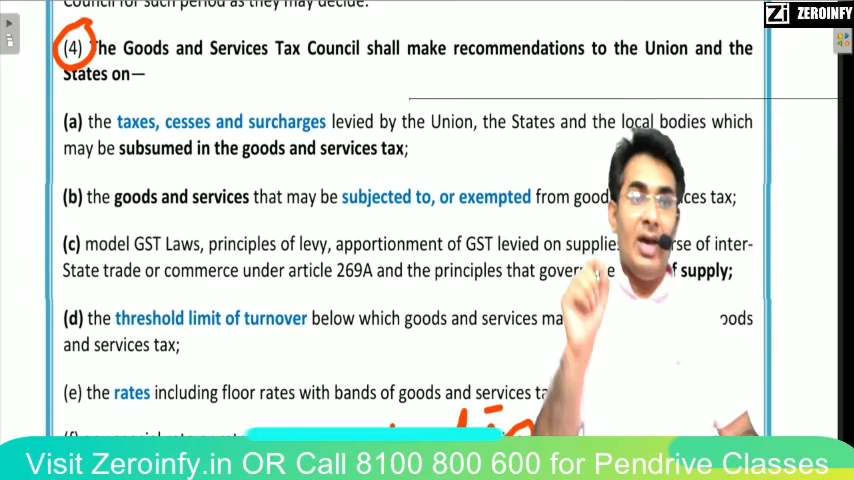 Council for such period as they may decide.
Zi ZEROINFY
(4) The Goods and Services Tax Council shall make recommendations to the Union and the
States on—
(a) the taxes, cesses and surcharges levied by the Union, the States and the local bodies which
may be subsumed in the goods and services tax;
(b) the goods and services that may be subjected to, or exempted from goo ces tax;
(c) model GST Laws, principles of levy, apportionment of GST levied on supplie rse of inter-
State trade or commerce under article 269A and the principles that gover e f supply;
(d) the threshold limit of turnover below which goods and services ma oods
and services tax;
(e) the rates including floor rates with bands of goods and services ta
Visit Zeroinfy.in OR Call 8100 800 600 for Pendrive Classes